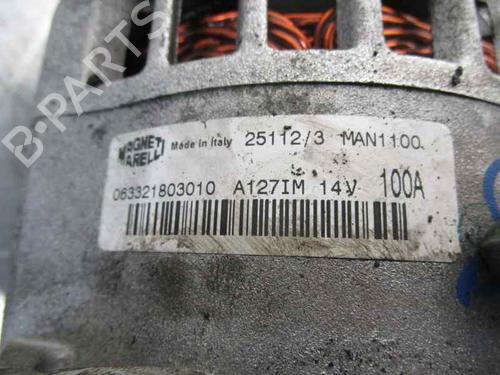 MAGNETI MARELLI Made in Italy 25112/3 MAN1100
063321803010 A127IM 14V 100A
B-PARTS